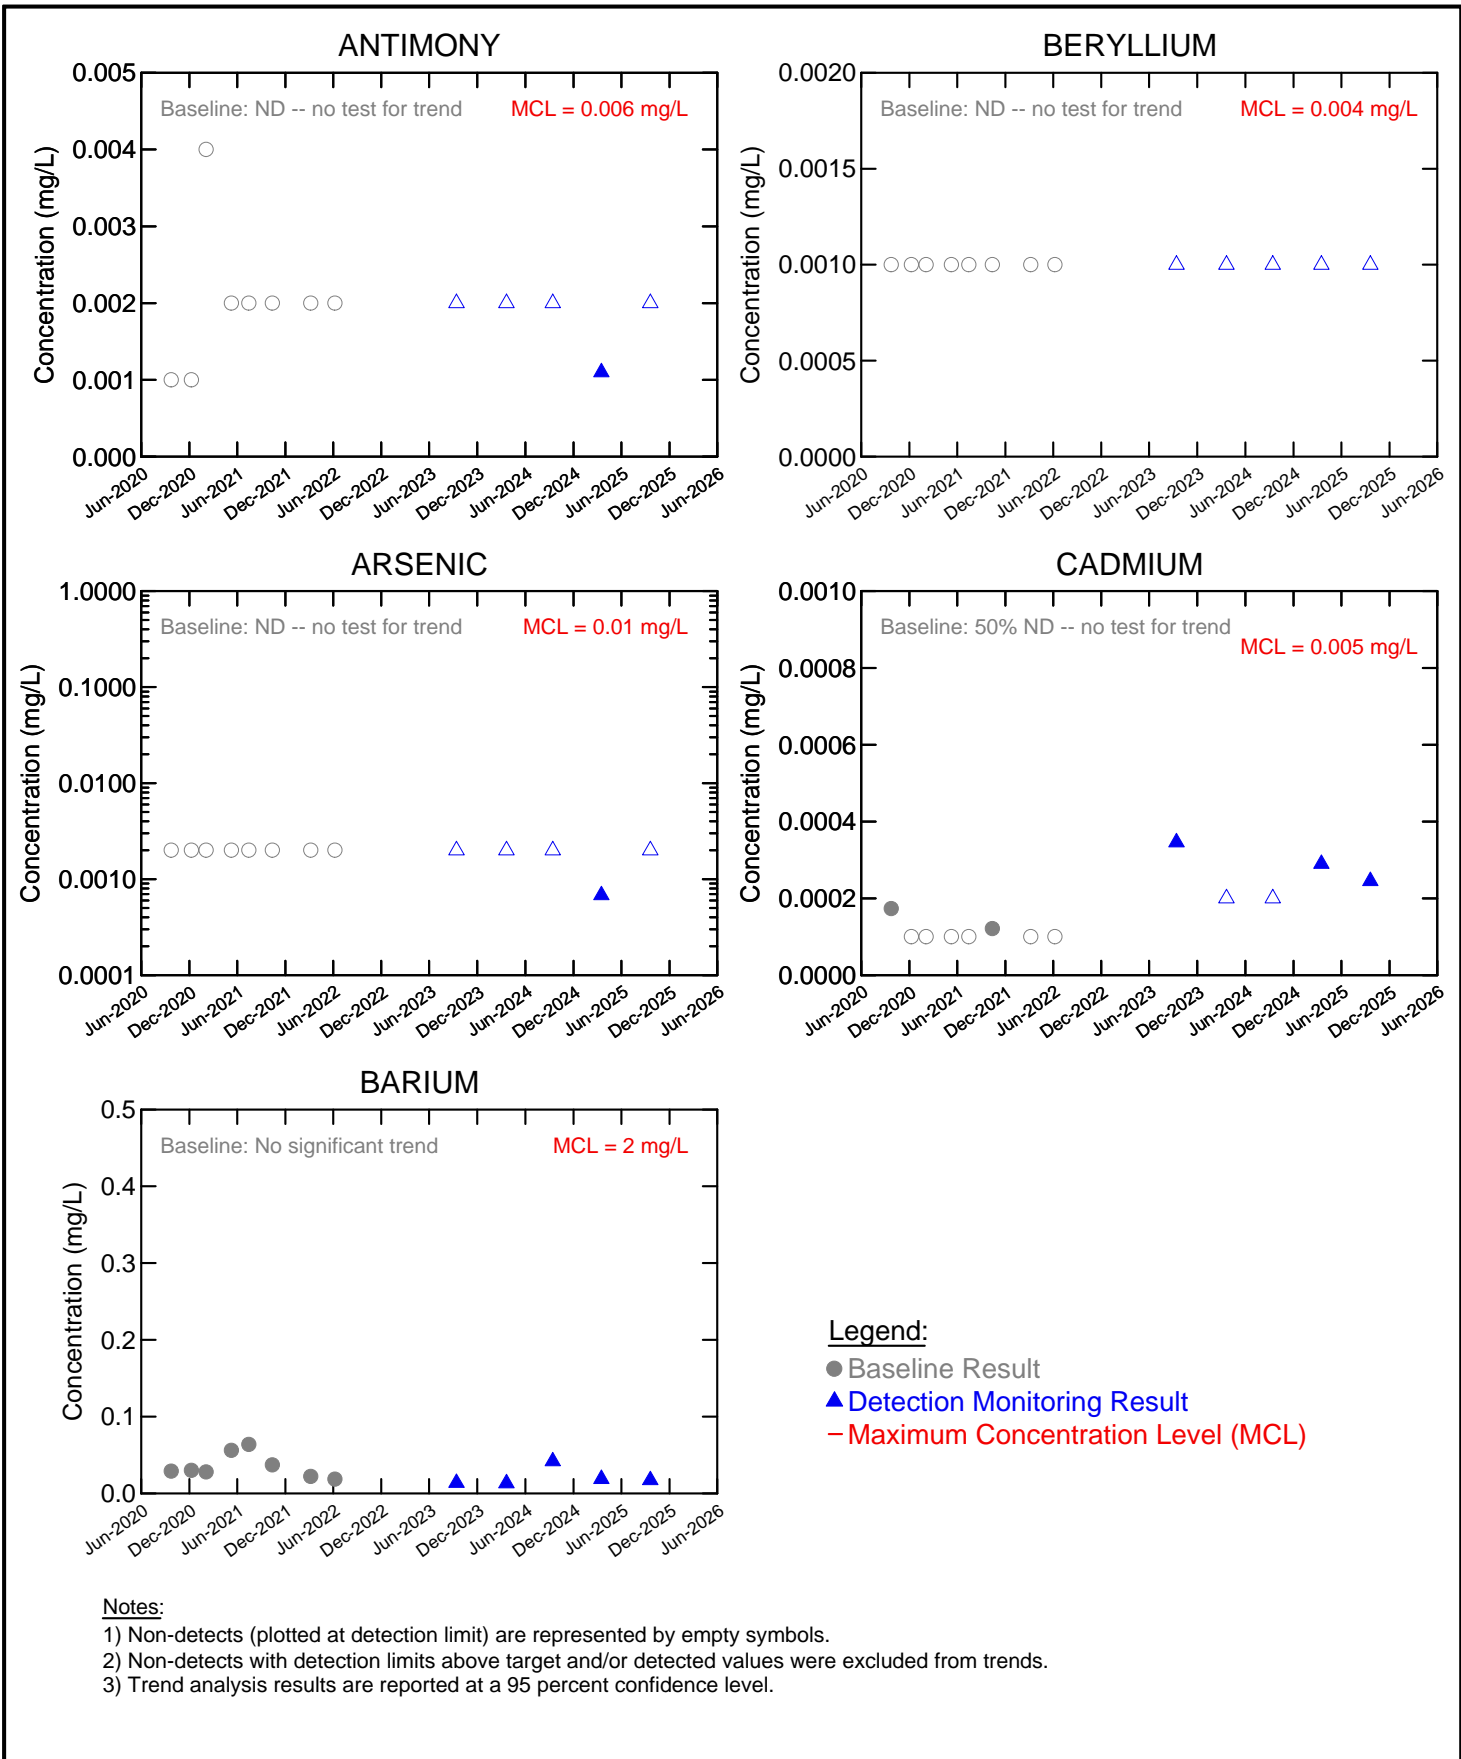 ANTIMONY
Baseline: ND -- no test for trend
MCL = 0.006 mg/L
Concentration (mg/L)
0.005
0.004
0.003
0.002
0.001
0.000
Jun-2020
Dec-2020
Jun-2021
Dec-2021
Jun-2022
Dec-2022
Jun-2023
Dec-2023
Jun-2024
Dec-2024
Jun-2025
Dec-2025
Jun-2026
BERYLLIUM
Baseline: ND -- no test for trend
MCL = 0.004 mg/L
Concentration (mg/L)
0.0020
0.0015
0.0010
0.0005
0.0000
Jun-2020
Dec-2020
Jun-2021
Dec-2021
Jun-2022
Dec-2022
Jun-2023
Dec-2023
Jun-2024
Dec-2024
Jun-2025
Dec-2025
Jun-2026
ARSENIC
Baseline: ND -- no test for trend
MCL = 0.01 mg/L
Concentration (mg/L)
1.0000
0.1000
0.0100
0.0010
0.0001
Jun-2020
Dec-2020
Jun-2021
Dec-2021
Jun-2022
Dec-2022
Jun-2023
Dec-2023
Jun-2024
Dec-2024
Jun-2025
Dec-2025
Jun-2026
CADMIUM
Baseline: 50% ND -- no test for trend
MCL = 0.005 mg/L
Concentration (mg/L)
0.0010
0.0008
0.0006
0.0004
0.0002
0.0000
Jun-2020
Dec-2020
Jun-2021
Dec-2021
Jun-2022
Dec-2022
Jun-2023
Dec-2023
Jun-2024
Dec-2024
Jun-2025
Dec-2025
Jun-2026
BARIUM
Baseline: No significant trend
MCL = 2 mg/L
Concentration (mg/L)
0.5
0.4
0.3
0.2
0.1
0.0
Jun-2020
Dec-2020
Jun-2021
Dec-2021
Jun-2022
Dec-2022
Jun-2023
Dec-2023
Jun-2024
Dec-2024
Jun-2025
Dec-2025
Jun-2026
Legend:
Baseline Result
Detection Monitoring Result
Maximum Concentration Level (MCL)
Notes:
1) Non-detects (plotted at detection limit) are represented by empty symbols.
2) Non-detects with detection limits above target and/or detected values were excluded from trends.
3) Trend analysis results are reported at a 95 percent confidence level.